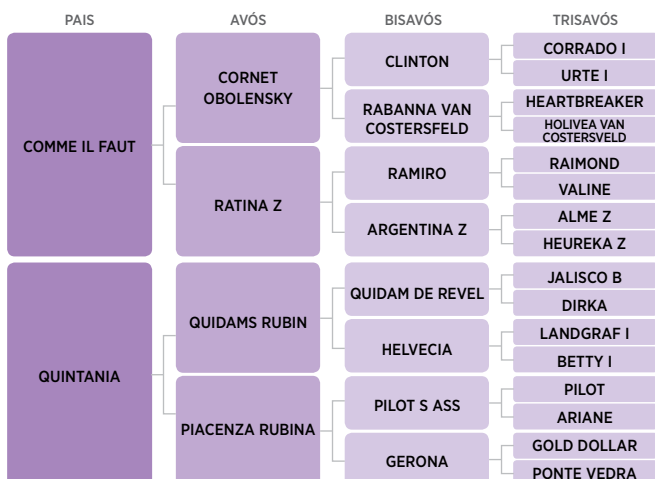 PAIS AVÓS BISAVÓS TRISAVÓS
COMME IL FAUT
CORNET
OBOLENSKY
CLINTON
CORRADO I
URTE I
RABANNA VAN
COSTERSFELD
HEARTBREAKER
HOLIVEA VAN
COSTERSVELD
RATINA Z
RAMIRO
RAIMOND
VALINE
ARGENTINA Z
ALME Z
HEUREKA Z
QUINTANIA
QUIDAMS RUBIN
QUIDAM DE REVEL
JALISCO B
DIRKA
HELVECIA
LANDGRAF I
BETTY I
PIACENZA RUBINA
PILOT S ASS
PILOT
ARIANE
GERONA
GOLD DOLLAR
PONTE VEDRA